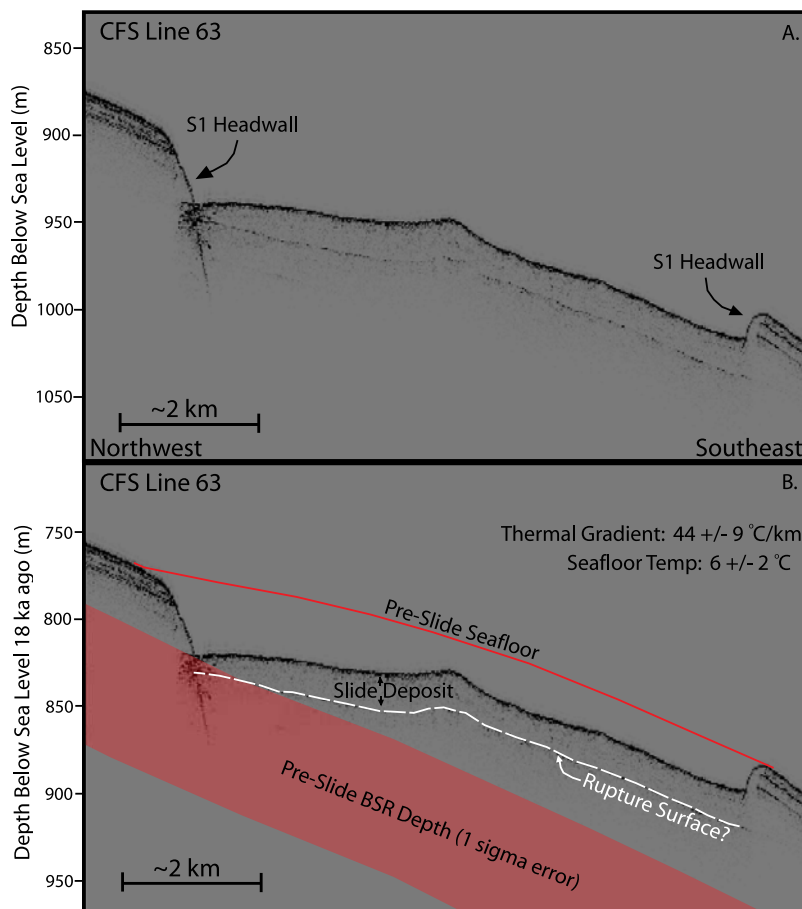 CFS Line 63
A.
850
900
950
1000
1050
Depth Below Sea Level (m)
S1 Headwall
S1 Headwall
~2 km
Northwest
Southeast
CFS Line 63
B.
Thermal Gradient: 44 +/- 9 °C/km
Seafloor Temp: 6 +/- 2 °C
750
800
850
900
950
Depth Below Sea Level 18 ka ago (m)
Pre-Slide Seafloor
Slide Deposit
Rupture Surface?
Pre-Slide BSR Depth (1 sigma error)
~2 km